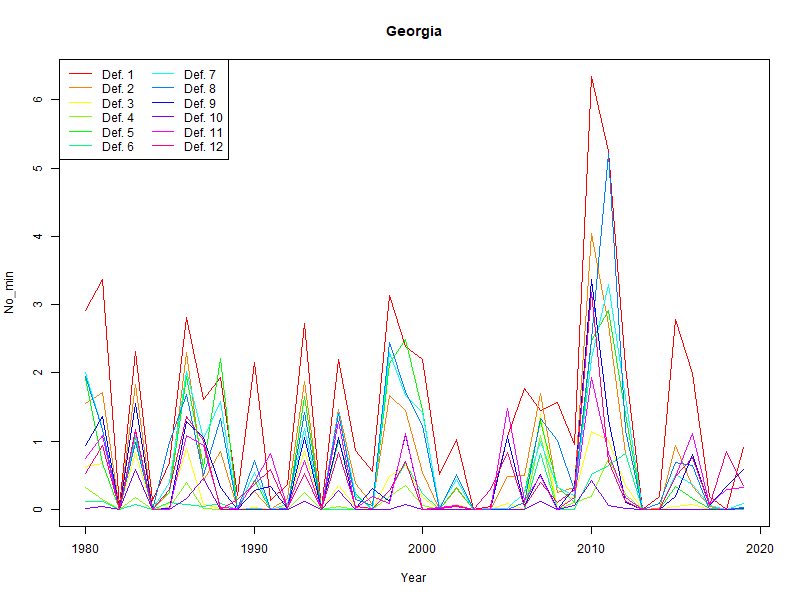 Georgia
Def. 1 Def. 7
Def. 2 Def. 8
Def. 3 Def. 9
Def. 4 Def. 10
Def. 5 Def. 11
Def. 6 Def. 12
6
5
4
3
2
1
0
No_min
1980 1990 2000 2010 2020
Year